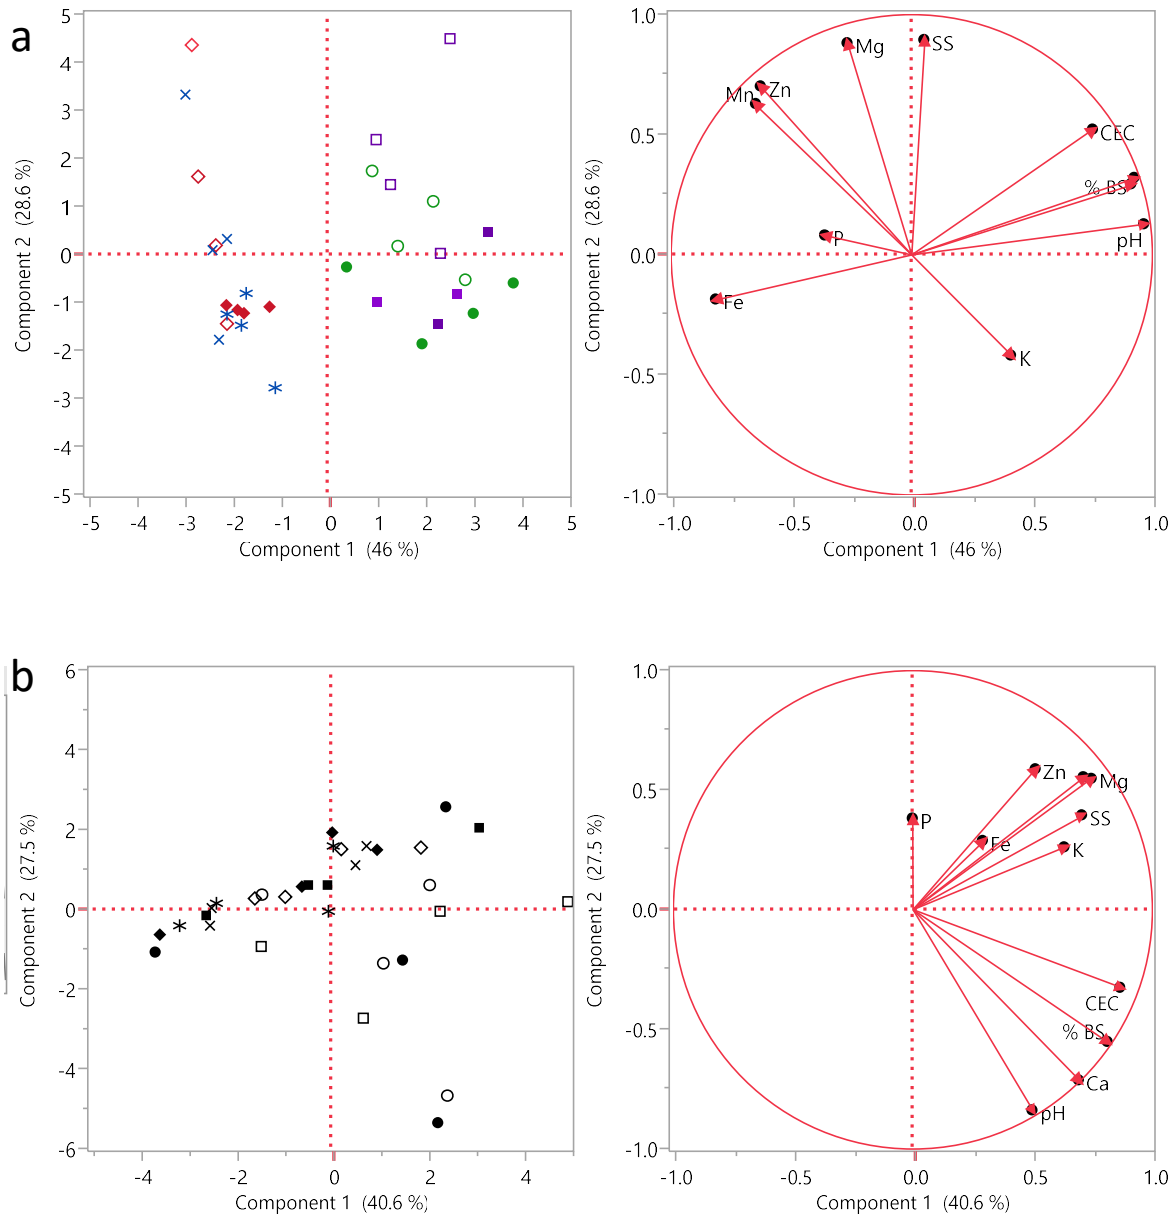 a
5
4
3
2
1
0
-1
-2
-3
-4
-5
Component 2 (28.6 %)
-5 -4 -3 -2 -1 0 1 2 3 4 5
Component 1 (46 %)
1.0
0.5
0.0
-0.5
-1.0
Component 2 (28.6 %)
Mg
SS
Mn
Zn
CEC
% BS
pH
P
Fe
K
-1.0 -0.5 0.0 0.5 1.0
Component 1 (46 %)
b
6
4
2
0
-2
-4
-6
Component 2 (27.5 %)
-4 -2 0 2 4
Component 1 (40.6 %)
1.0
0.5
0.0
-0.5
-1.0
Component 2 (27.5 %)
Zn
Mg
P
SS
Fe
K
CEC
% BS
Ca
pH
-1.0 -0.5 0.0 0.5 1.0
Component 1 (40.6 %)